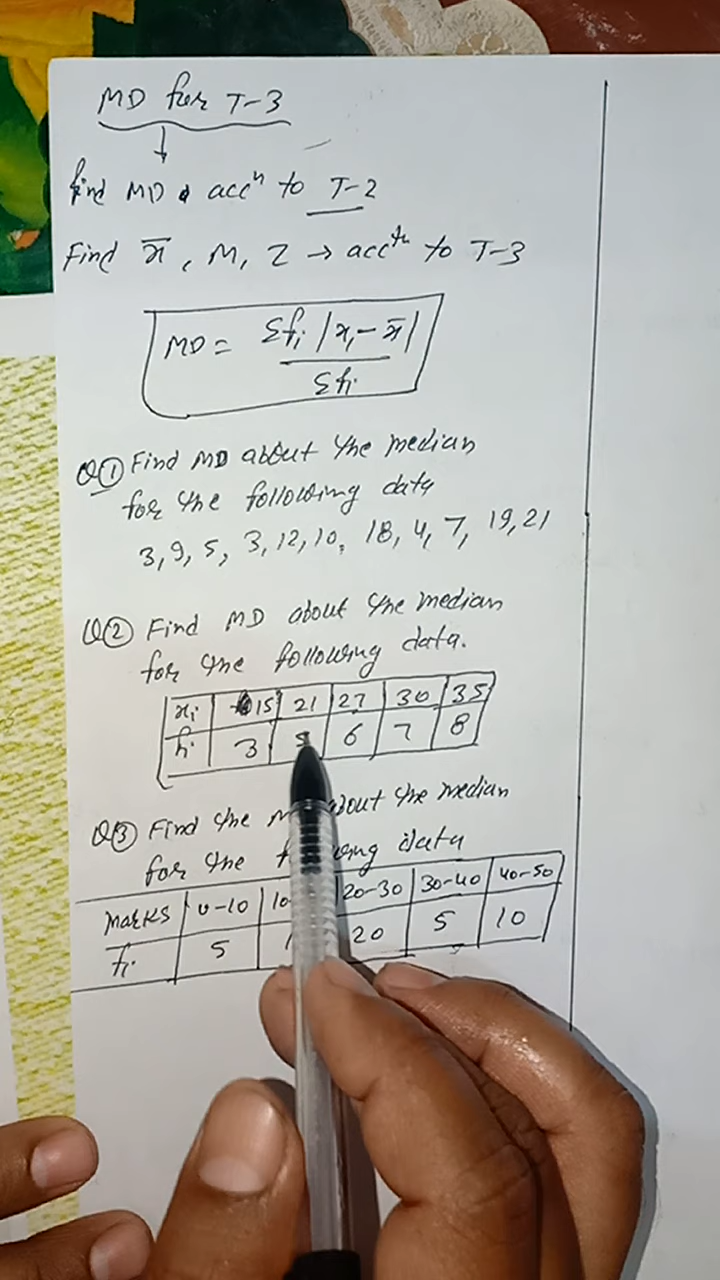 MD for T-3
find MD accⁿ to T-2
Find x̄, M, Z → accᵗʰ to T-3
MD = Σfi |xi - x̄| / Σfi
Q① Find MD about the median
for the following data
3, 9, 5, 3, 12, 10, 18, 4, 7, 19, 21
Q② Find MD about the median
for the following data.
xi 15 21 27 30 35
fi 3 5 6 7 8
Q③ Find the about the median
for the data
Marks 0-10 20-30 30-40 40-50
fi 5 20 5 10